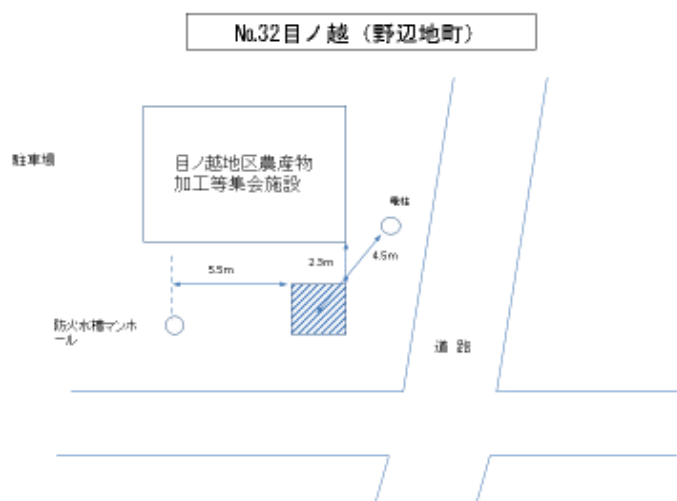 №32目ノ越（野辺地町）
駐車場
目ノ越地区農産物
加工等集会施設
電柱
4.5m
2.3m
5.5m
防火水槽マンホ
ール
道 路